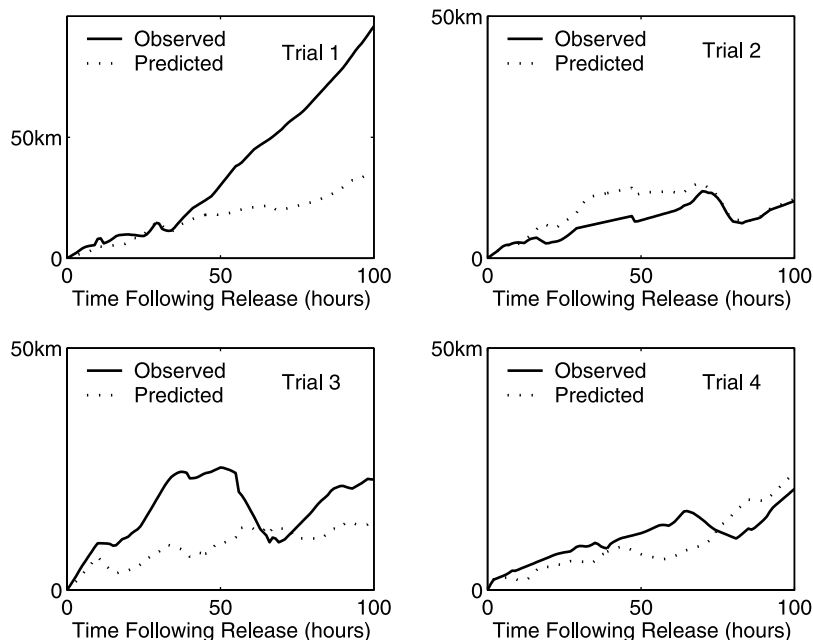 Observed
Predicted
Trial 1
50km
0
0
50
100
Time Following Release (hours)
50km
Observed
Predicted
Trial 2
0
0
50
100
Time Following Release (hours)
50km
Observed
Predicted
Trial 3
0
0
50
100
Time Following Release (hours)
50km
Observed
Predicted
Trial 4
0
0
50
100
Time Following Release (hours)